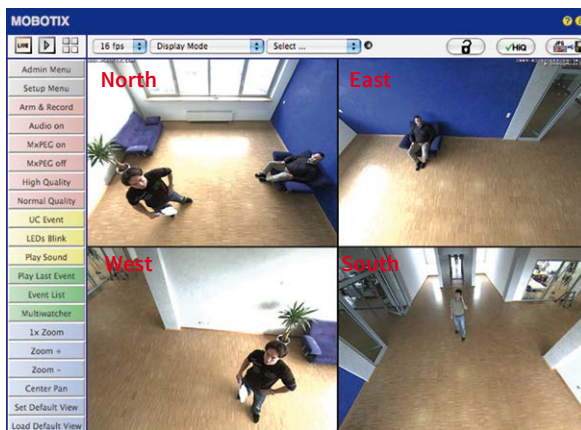 MOBOTIX
LIVE
16 fps
Display Mode
Select ...
HiQ
Admin Menu
Setup Menu
Arm & Record
Audio on
MxPEG on
MxPEG off
High Quality
Normal Quality
UC Event
LEDs Blink
Play Sound
Play Last Event
Event List
Multiwatcher
1x Zoom
Zoom +
Zoom −
Center Pan
Set Default View
Load Default View
North
East
West
South